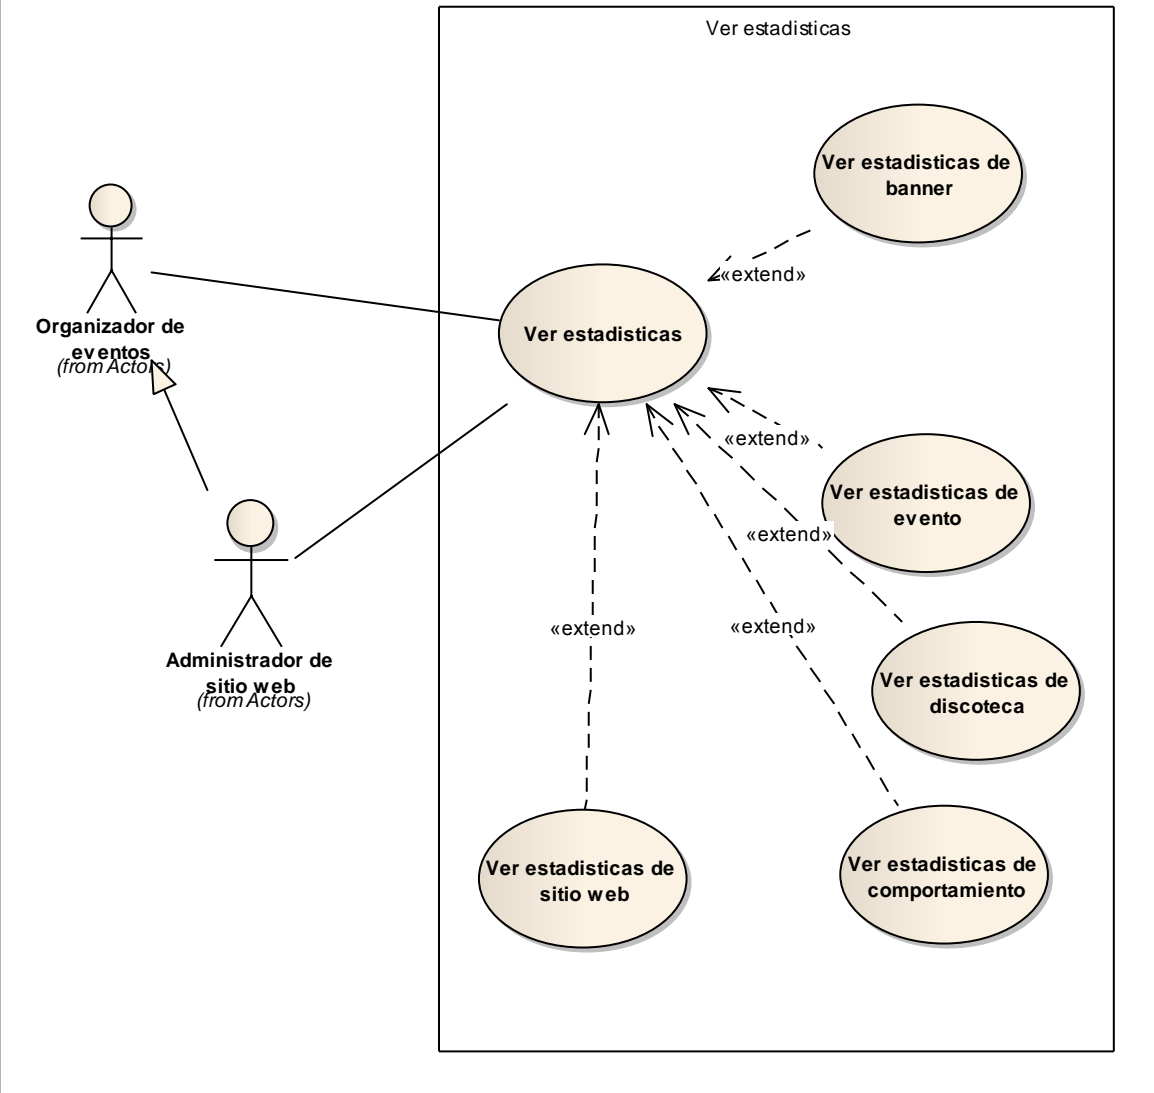 Ver estadisticas
Ver estadisticas de
banner
«extend»
Organizador de
eventos
(from Actors)
Ver estadisticas
«extend»
Ver estadisticas de
evento
«extend»
«extend»
«extend»
Administrador de
sitio web
(from Actors)
Ver estadisticas de
discoteca
Ver estadisticas de
sitio web
Ver estadisticas de
comportamiento